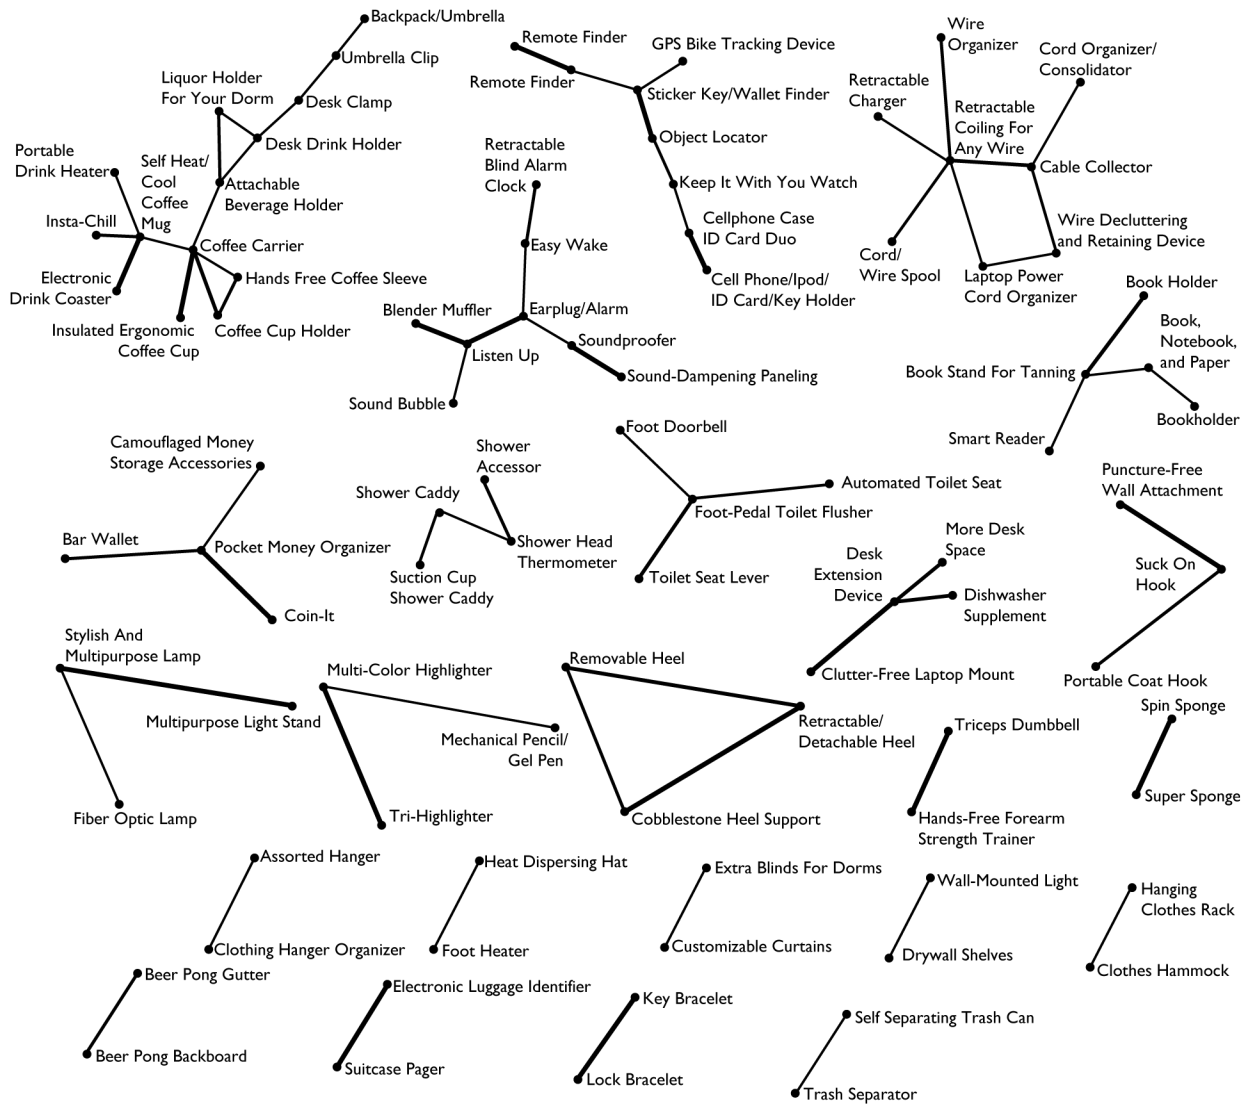 Backpack/Umbrella
Umbrella Clip
Liquor Holder
For Your Dorm
Desk Clamp
Desk Drink Holder
Portable
Drink Heater
Self Heat/
Cool
Coffee
Mug
Attachable
Beverage Holder
Insta-Chill
Coffee Carrier
Electronic
Drink Coaster
Hands Free Coffee Sleeve
Insulated Ergonomic
Coffee Cup
Coffee Cup Holder
Remote Finder
Remote Finder
GPS Bike Tracking Device
Sticker Key/Wallet Finder
Object Locator
Keep It With You Watch
Cellphone Case
ID Card Duo
Cell Phone/Ipod/
ID Card/Key Holder
Retractable
Blind Alarm
Clock
Easy Wake
Earplug/Alarm
Blender Muffler
Listen Up
Soundproofer
Sound-Dampening Paneling
Sound Bubble
Wire
Organizer
Cord Organizer/
Consolidator
Retractable
Charger
Retractable
Coiling For
Any Wire
Cable Collector
Cord/
Wire Spool
Laptop Power
Cord Organizer
Wire Decluttering
and Retaining Device
Book Holder
Book,
Notebook,
and Paper
Book Stand For Tanning
Bookholder
Smart Reader
Camouflaged Money
Storage Accessories
Bar Wallet
Pocket Money Organizer
Coin-It
Shower
Accessor
Shower Caddy
Shower Head
Thermometer
Suction Cup
Shower Caddy
Foot Doorbell
Automated Toilet Seat
Foot-Pedal Toilet Flusher
Toilet Seat Lever
More Desk
Space
Desk
Extension
Device
Dishwasher
Supplement
Clutter-Free Laptop Mount
Puncture-Free
Wall Attachment
Suck On
Hook
Portable Coat Hook
Stylish And
Multipurpose Lamp
Multipurpose Light Stand
Fiber Optic Lamp
Multi-Color Highlighter
Mechanical Pencil/
Gel Pen
Tri-Highlighter
Removable Heel
Retractable/
Detachable Heel
Cobblestone Heel Support
Triceps Dumbbell
Hands-Free Forearm
Strength Trainer
Spin Sponge
Super Sponge
Assorted Hanger
Clothing Hanger Organizer
Heat Dispersing Hat
Foot Heater
Extra Blinds For Dorms
Customizable Curtains
Wall-Mounted Light
Drywall Shelves
Hanging
Clothes Rack
Clothes Hammock
Beer Pong Gutter
Beer Pong Backboard
Electronic Luggage Identifier
Suitcase Pager
Key Bracelet
Lock Bracelet
Self Separating Trash Can
Trash Separator